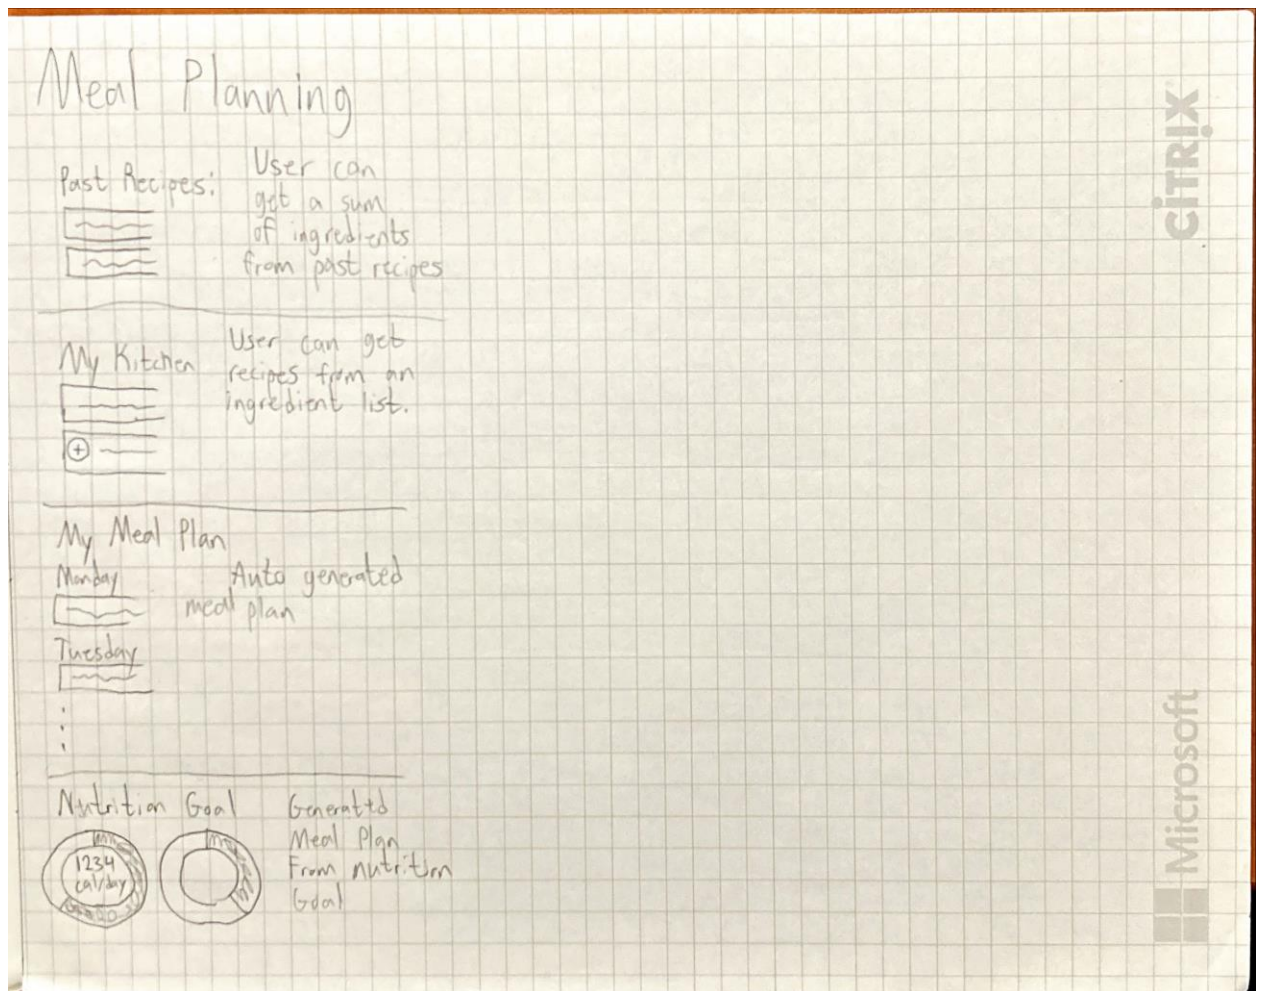 Meal Planning
Past Recipes:
User can
get a sum
of ingredients
from past recipes
My Kitchen
User can get
recipes from an
ingredient list.
My Meal Plan
Monday
Auto generated
meal plan
Tuesday
Nutrition Goal
1234
cal/day
Generated
Meal Plan
From nutrition
Goal
CİTRİX
Microsoft